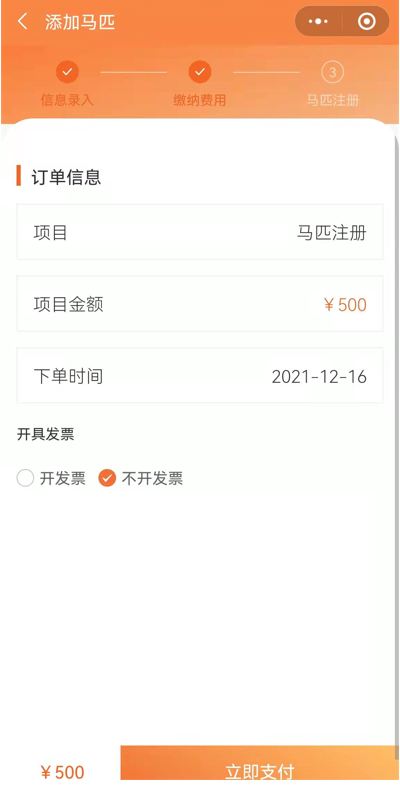 添加马匹
信息录入 缴纳费用 3 马匹注册
订单信息
项目 马匹注册
项目金额 ￥500
下单时间 2021-12-16
开具发票
开发票 不开发票
￥500 立即支付